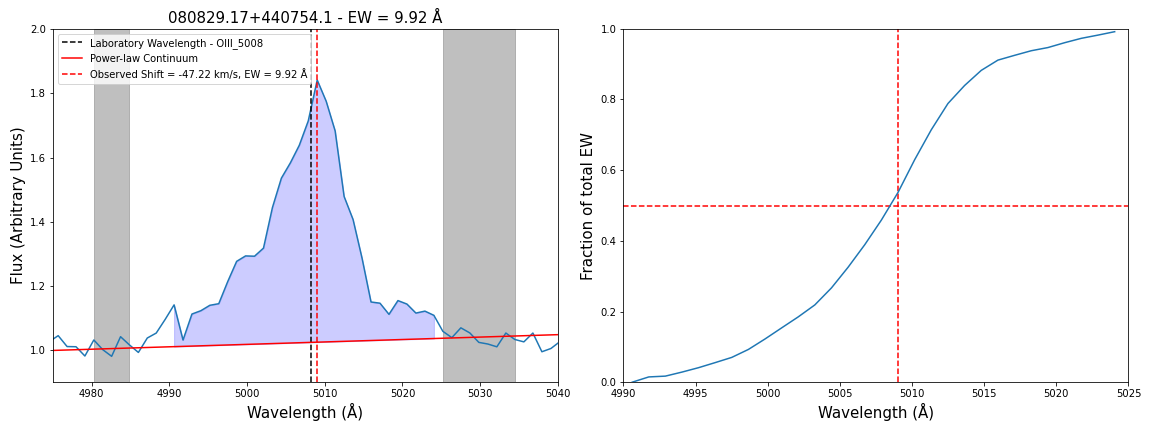 080829.17+440754.1 - EW = 9.92 Å
Laboratory Wavelength - OIII_5008
Power-law Continuum
Observed Shift = -47.22 km/s, EW = 9.92 Å
Flux (Arbitrary Units)
2.0
1.8
1.6
1.4
1.2
1.0
4980 4990 5000 5010 5020 5030 5040
Wavelength (Å)
Fraction of total EW
1.0
0.8
0.6
0.4
0.2
0.0
4990 4995 5000 5005 5010 5015 5020 5025
Wavelength (Å)